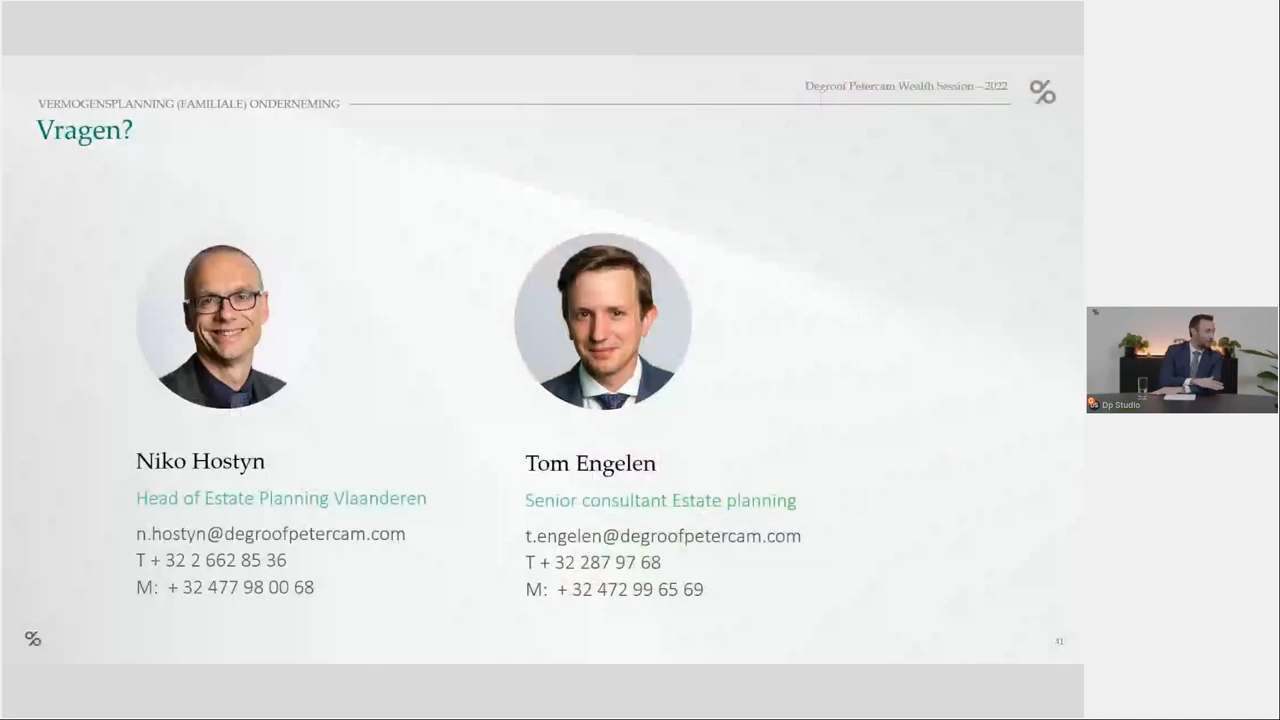 Degroof Petercam Wealth Session – 2022
VERMOGENSPLANNING (FAMILIALE) ONDERNEMING
Vragen?
Niko Hostyn
Head of Estate Planning Vlaanderen
n.hostyn@degroofpetercam.com
T + 32 2 662 85 36
M: + 32 477 98 00 68
Tom Engelen
Senior consultant Estate planning
t.engelen@degroofpetercam.com
T + 32 287 97 68
M: + 32 472 99 65 69
Dp Studio
41